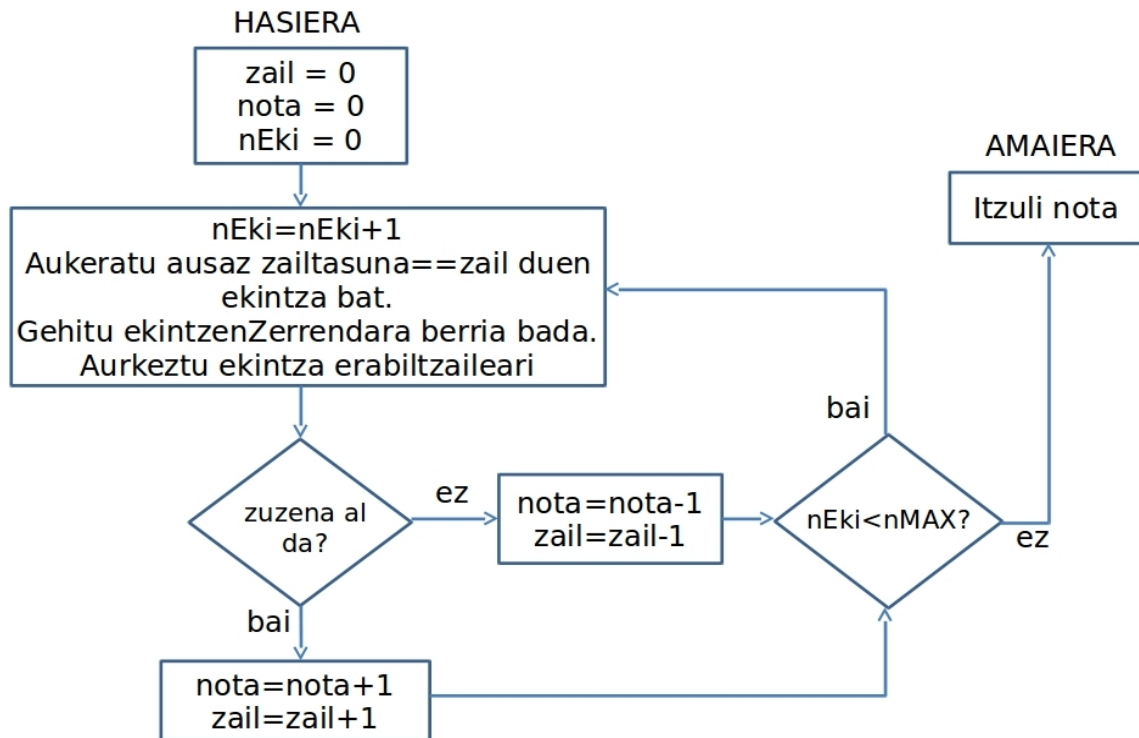 HASIERA
zail = 0
nota = 0
nEki = 0
nEki=nEki+1
Aukeratu ausaz zailtasuna==zail duen
ekintza bat.
Gehitu ekintzenZerrendara berria bada.
Aurkeztu ekintza erabiltzaileari
zuzena al
da?
ez
nota=nota-1
zail=zail-1
bai
nota=nota+1
zail=zail+1
nEki<nMAX?
bai
ez
AMAIERA
Itzuli nota